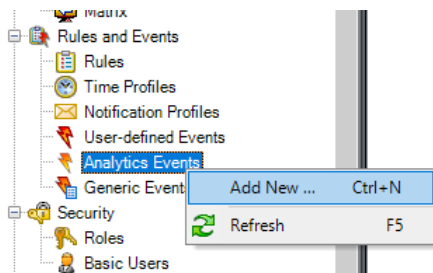 Matrix
Rules and Events
Rules
Time Profiles
Notification Profiles
User-defined Events
Analytics Events
Generic Event
Add New ... Ctrl+N
Security
Refresh F5
Roles
Basic Users